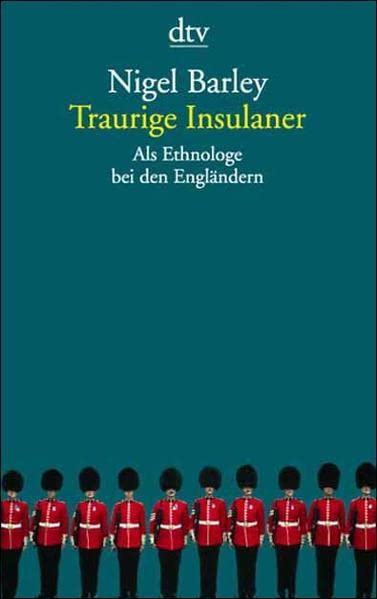 dtv
Nigel Barley
Traurige Insulaner
Als Ethnologe
bei den Engländern